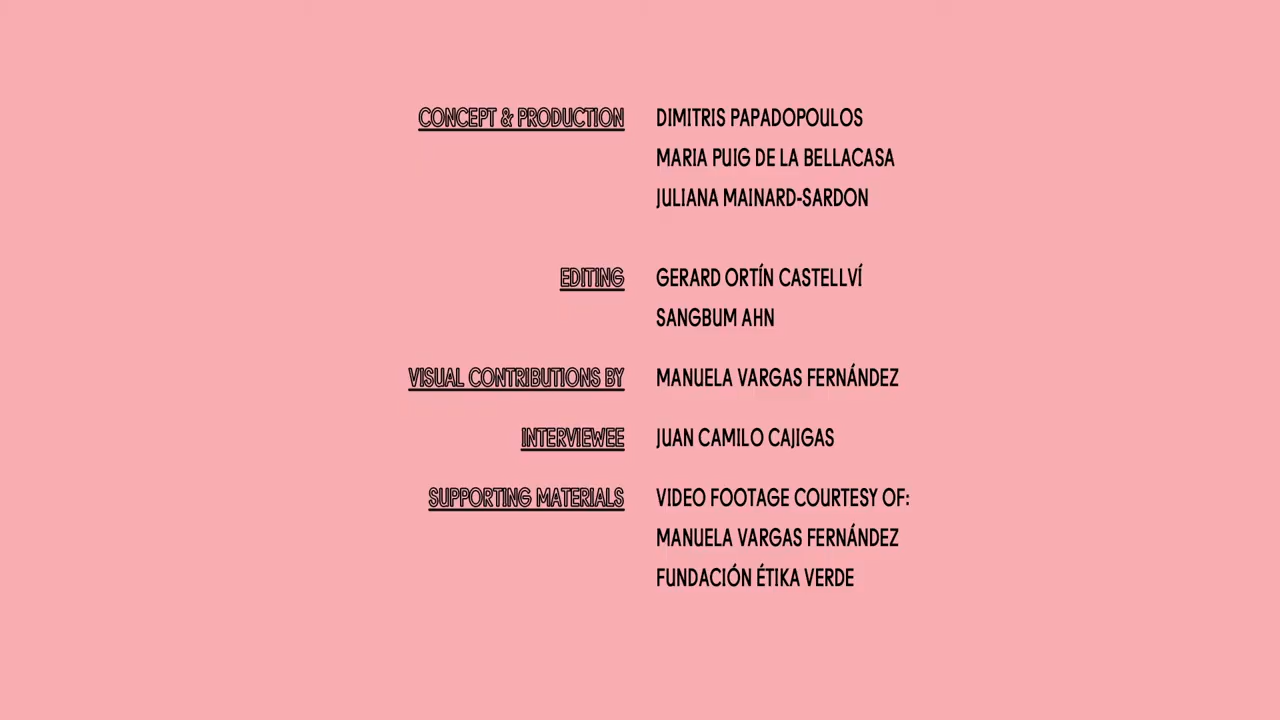 CONCEPT & PRODUCTION DIMITRIS PAPADOPOULOS
MARIA PUIG DE LA BELLACASA
JULIANA MAINARD-SARDON
EDITING GERARD ORTÍN CASTELLVÍ
SANGBUM AHN
VISUAL CONTRIBUTIONS BY MANUELA VARGAS FERNÁNDEZ
INTERVIEWEE JUAN CAMILO CAJIGAS
SUPPORTING MATERIALS VIDEO FOOTAGE COURTESY OF:
MANUELA VARGAS FERNÁNDEZ
FUNDACIÓN ÉTIKA VERDE